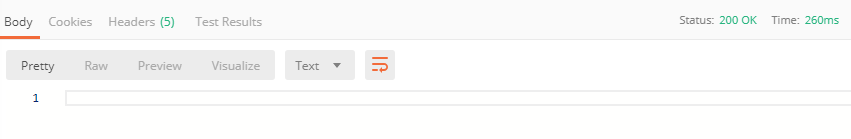 Body Cookies Headers (5) Test Results Status: 200 OK Time: 260ms
Pretty Raw Preview Visualize Text
1